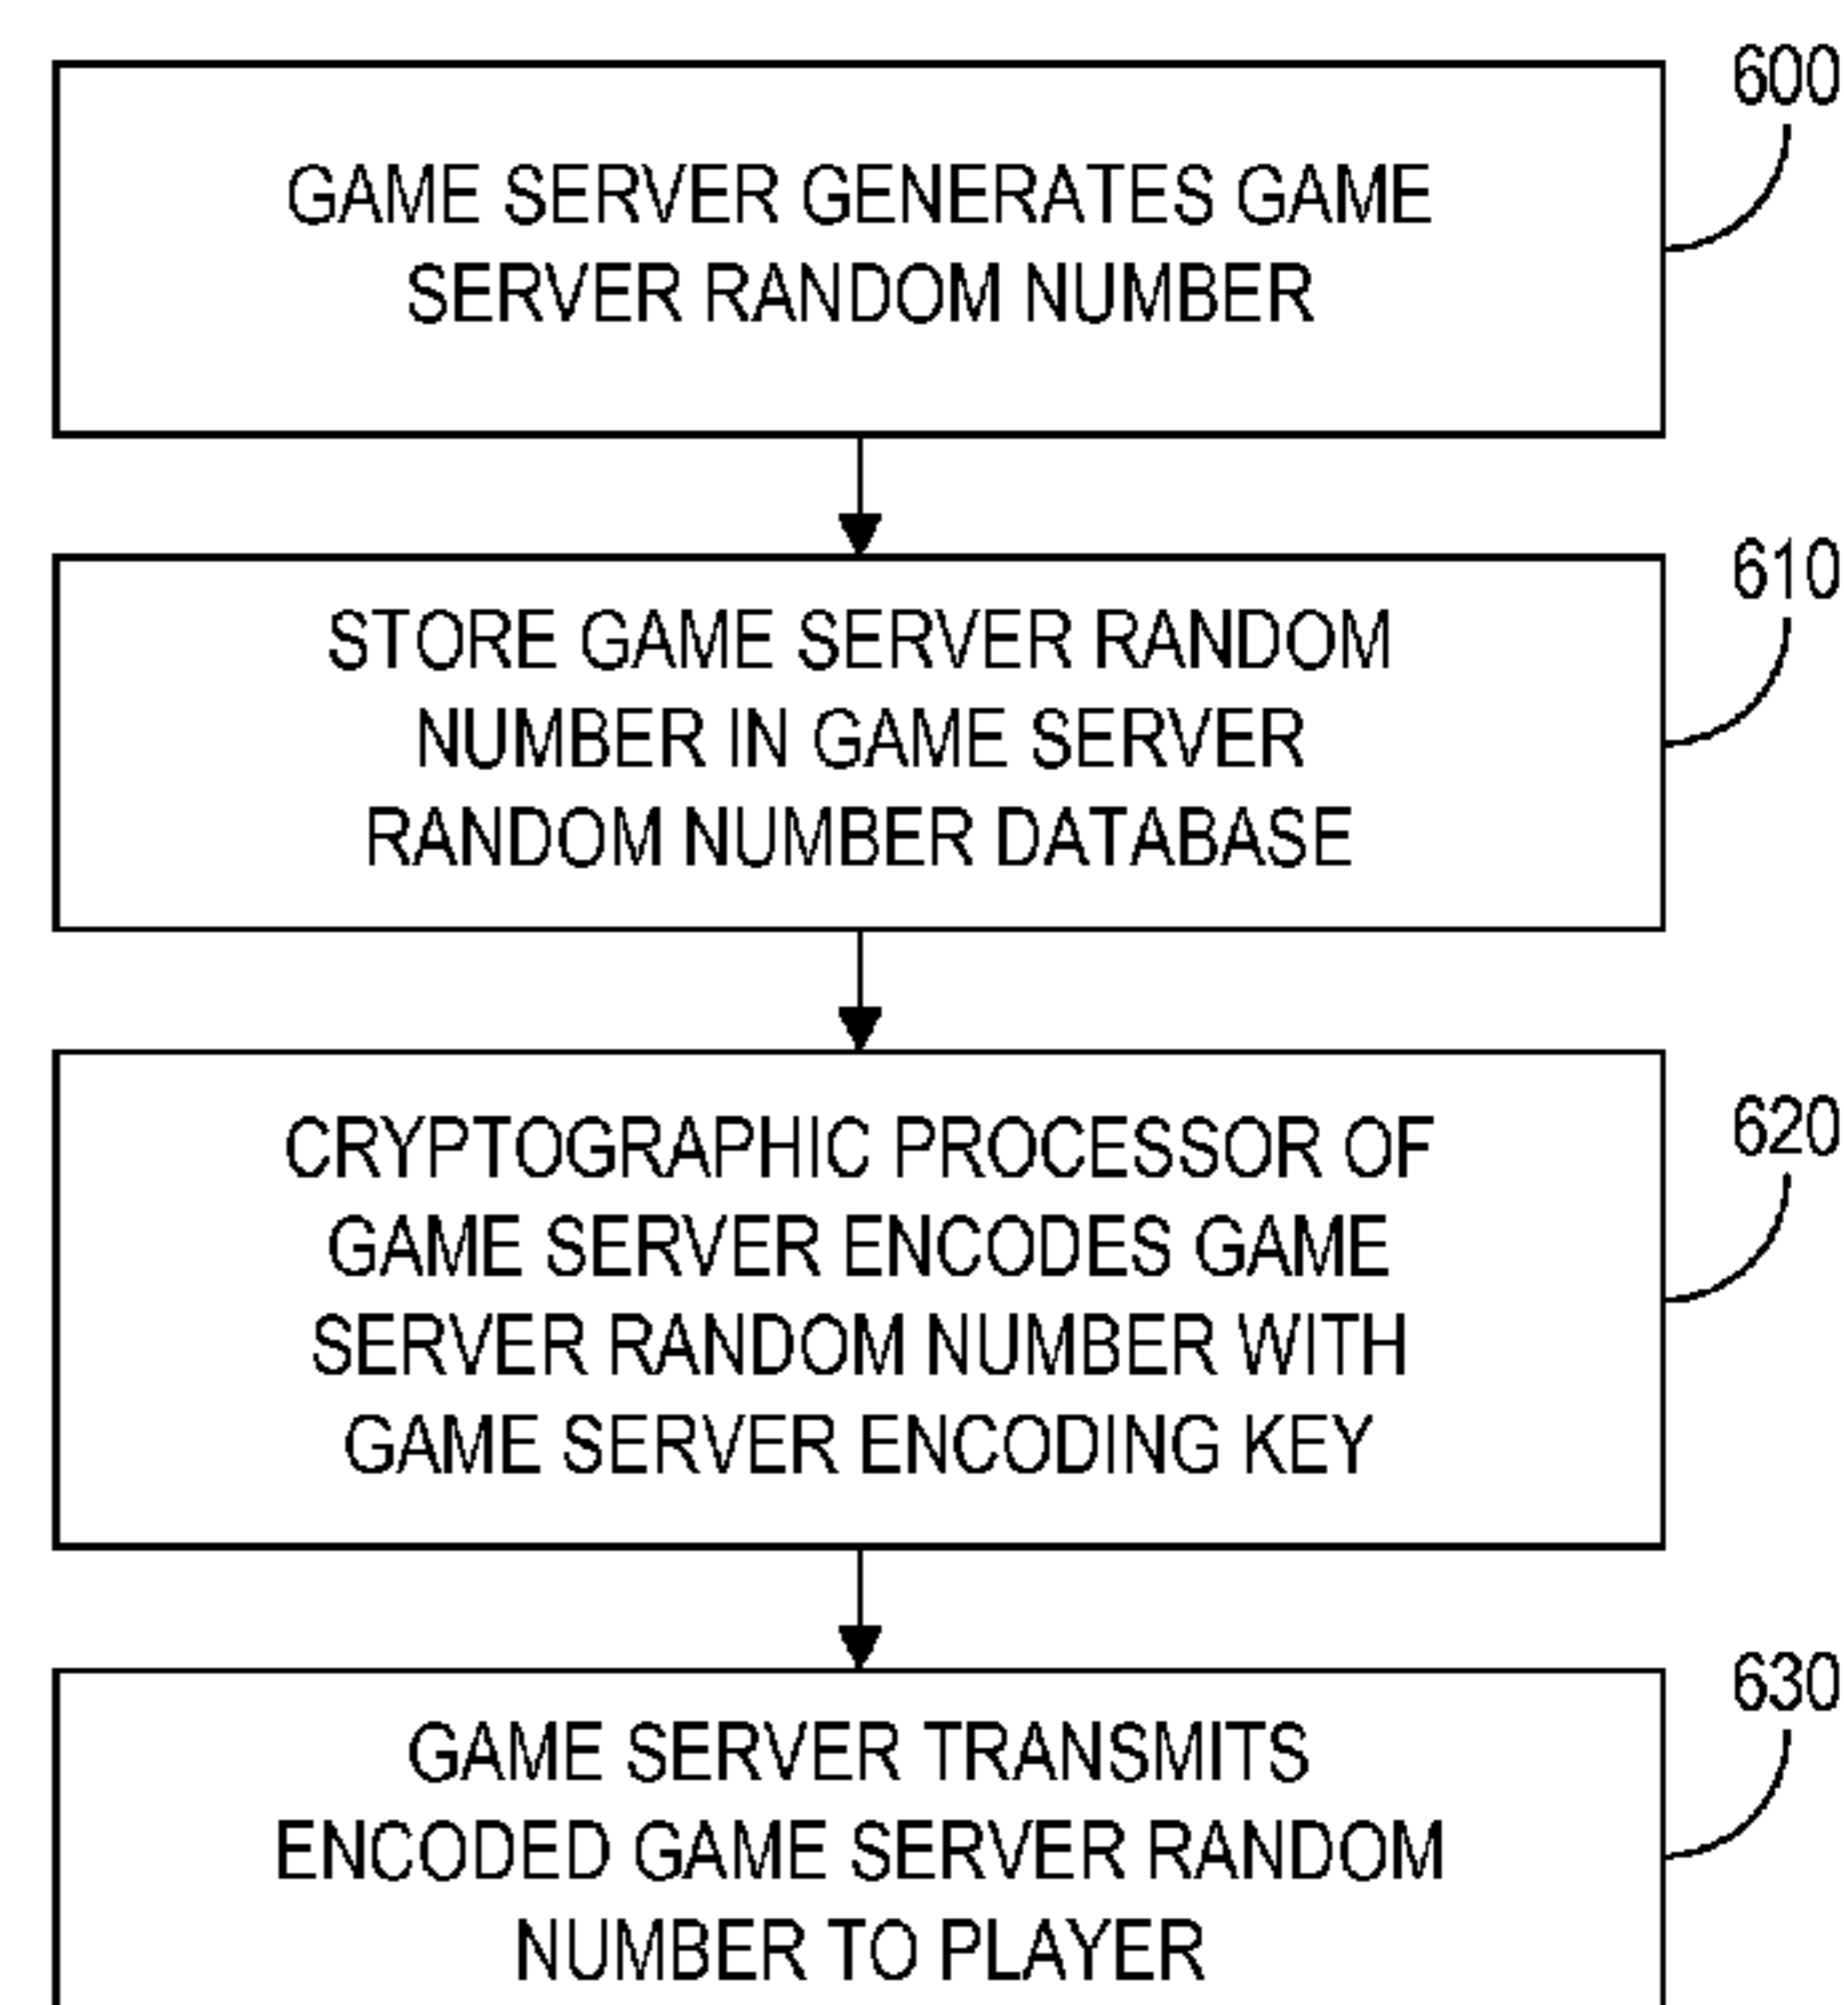 600
GAME SERVER GENERATES GAME
SERVER RANDOM NUMBER
610
STORE GAME SERVER RANDOM
NUMBER IN GAME SERVER
RANDOM NUMBER DATABASE
620
CRYPTOGRAPHIC PROCESSOR OF
GAME SERVER ENCODES GAME
SERVER RANDOM NUMBER WITH
GAME SERVER ENCODING KEY
630
GAME SERVER TRANSMITS
ENCODED GAME SERVER RANDOM
NUMBER TO PLAYER